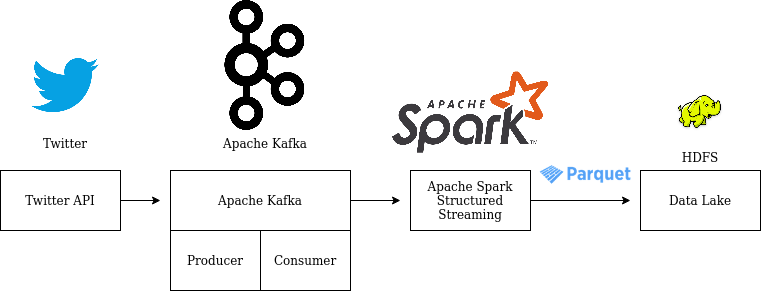 Twitter
Apache Kafka
APACHE
Spark
TM
HDFS
Parquet
Twitter API
Apache Kafka
Apache Spark
Structured
Streaming
Data Lake
Producer
Consumer